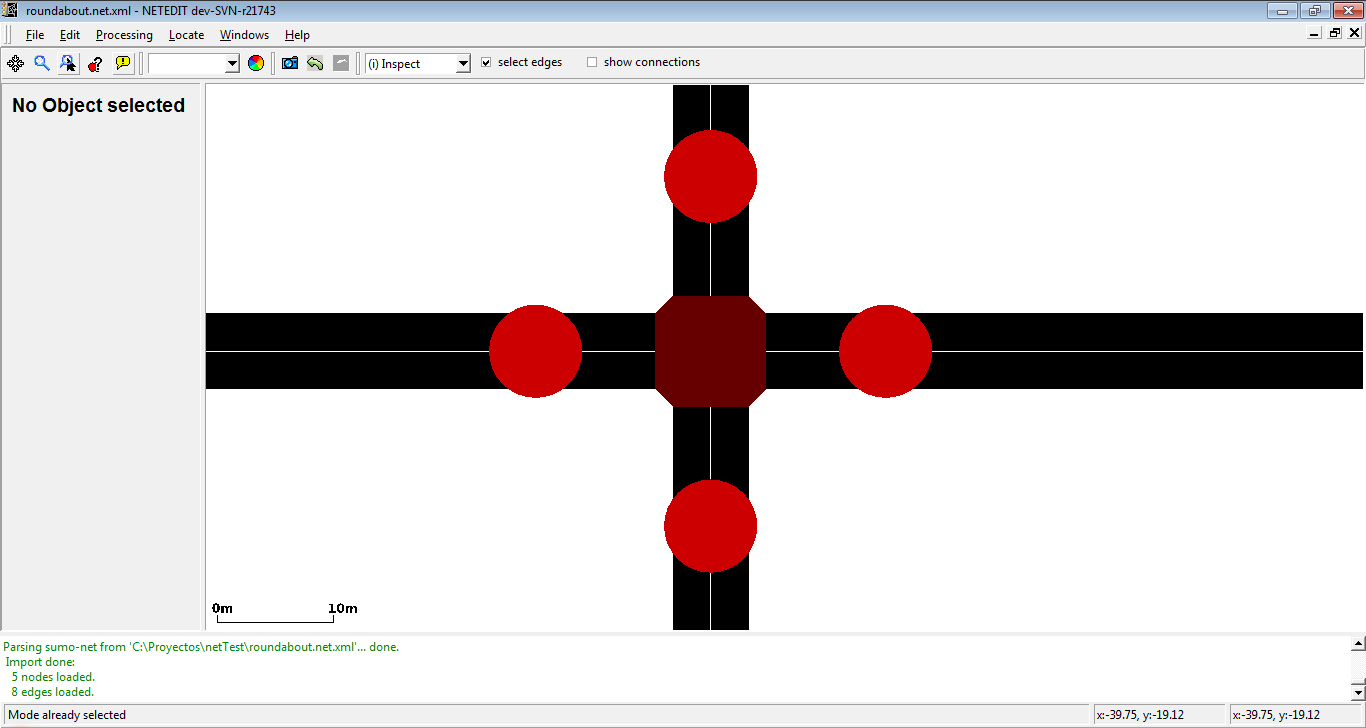 roundabout.net.xml - NETEDIT dev-SVN-r21743
File Edit Processing Locate Windows Help
(i) Inspect select edges show connections
No Object selected
0m 10m
Parsing sumo-net from 'C:\Proyectos\netTest\roundabout.net.xml'... done.
Import done:
5 nodes loaded.
8 edges loaded.
Mode already selected x:-39.75, y:-19.12 x:-39.75, y:-19.12